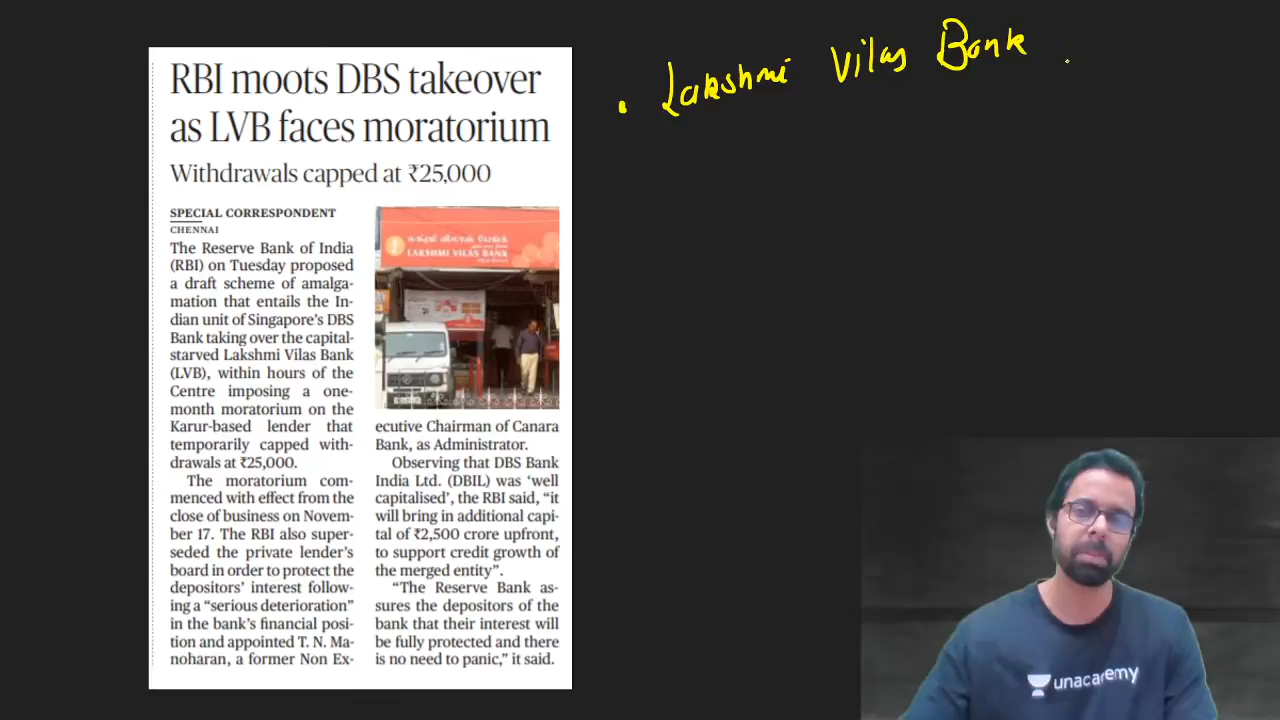 RBI moots DBS takeover
as LVB faces moratorium
Withdrawals capped at ₹25,000
SPECIAL CORRESPONDENT
CHENNAI
The Reserve Bank of India
(RBI) on Tuesday proposed
a draft scheme of amalga-
mation that entails the In-
dian unit of Singapore's DBS
Bank taking over the capital-
starved Lakshmi Vilas Bank
(LVB), within hours of the
Centre imposing a one-
month moratorium on the
Karur-based lender that
temporarily capped with-
drawals at ₹25,000.
The moratorium com-
menced with effect from the
close of business on Novem-
ber 17. The RBI also super-
seded the private lender's
board in order to protect the
depositors' interest follow-
ing a “serious deterioration”
in the bank's financial posi-
tion and appointed T. N. Ma-
noharan, a former Non Ex-
LAKSHMI VILAS BANK
ecutive Chairman of Canara
Bank, as Administrator.
Observing that DBS Bank
India Ltd. (DBIL) was ‘well
capitalised’, the RBI said, “it
will bring in additional capi-
tal of ₹2,500 crore upfront,
to support credit growth of
the merged entity”.
“The Reserve Bank as-
sures the depositors of the
bank that their interest will
be fully protected and there
is no need to panic,” it said.
• Lakshmi Vilas Bank
unacademy